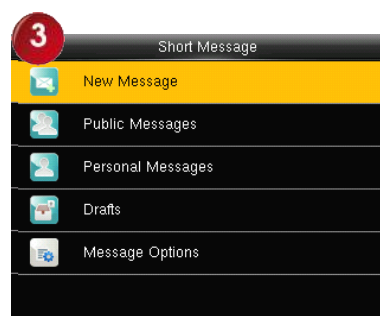 3
Short Message
New Message
Public Messages
Personal Messages
Drafts
Message Options